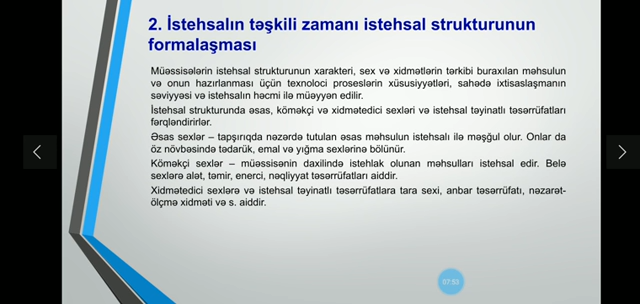 2. İstehsalın təşkili zamanı istehsal strukturunun
formalaşması
Müəssisələrin istehsal strukturunun xarakteri, sex və xidmətlərin tərkibi buraxılan məhsulun
və onun hazırlanması üçün texnoloci proseslərin xüsusiyyətləri, sahədə ixtisaslaşmanın
səviyyəsi və istehsalın həcmi ilə müəyyən edilir.
İstehsal strukturunda əsas, köməkçi və xidmətedici sexləri və istehsal təyinatlı təsərrüfatları
fərqləndirirlər.
Əsas sexlər – tapşırıqda nəzərdə tutulan əsas məhsulun istehsalı ilə məşğul olur. Onlar da
öz növbəsində tədarük, emal və yığma sexlərinə bölünür.
Köməkçi sexlər – müəssisənin daxilində istehlak olunan məhsulları istehsal edir. Belə
sexlərə alət, təmir, enerci, nəqliyyat təsərrüfatları aiddir.
Xidmətedici sexlərə və istehsal təyinatlı təsərrüfatlara tara sexi, anbar təsərrüfatı, nəzarət-
ölçmə xidməti və s. aiddir.
07:53